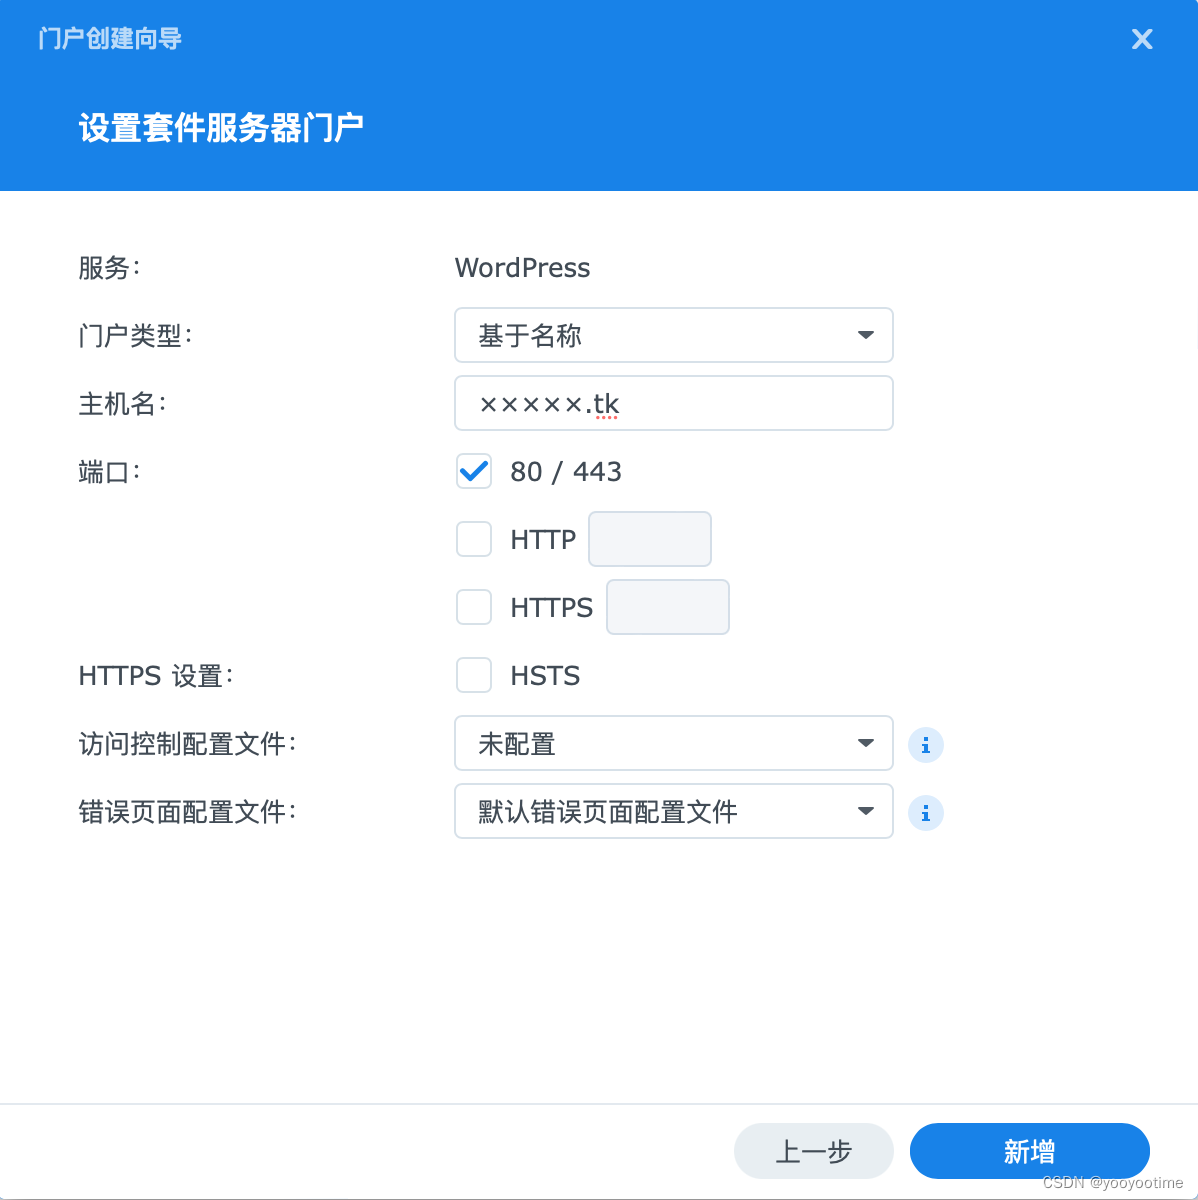 门户创建向导
设置套件服务器门户
服务: WordPress
门户类型: 基于名称
主机名: ×××××.tk
端口: 80 / 443
HTTP
HTTPS
HTTPS 设置: HSTS
访问控制配置文件: 未配置
错误页面配置文件: 默认错误页面配置文件
上一步 新增
CSDN @yooyootime